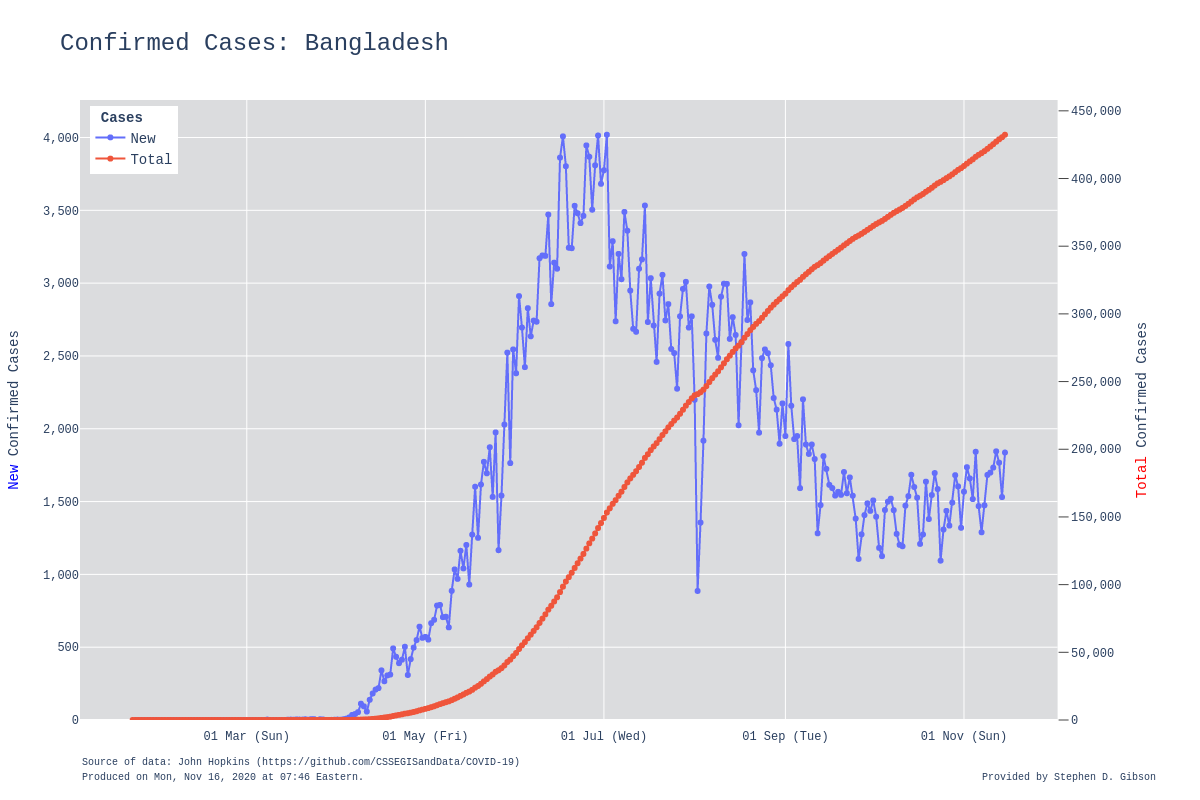 Confirmed Cases: Bangladesh
Cases
New
Total
4,000
3,500
3,000
2,500
2,000
1,500
1,000
500
0
New Confirmed Cases
450,000
400,000
350,000
300,000
250,000
200,000
150,000
100,000
50,000
0
Total Confirmed Cases
01 Mar (Sun)
01 May (Fri)
01 Jul (Wed)
01 Sep (Tue)
01 Nov (Sun)
Source of data: John Hopkins (https://github.com/CSSEGISandData/COVID-19)
Produced on Mon, Nov 16, 2020 at 07:46 Eastern.
Provided by Stephen D. Gibson